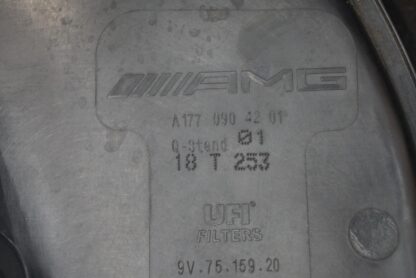 AMG
A177 090 42 01
Q-Stand 01
18 T 253
UFI
FILTERS
9V.75.159.20